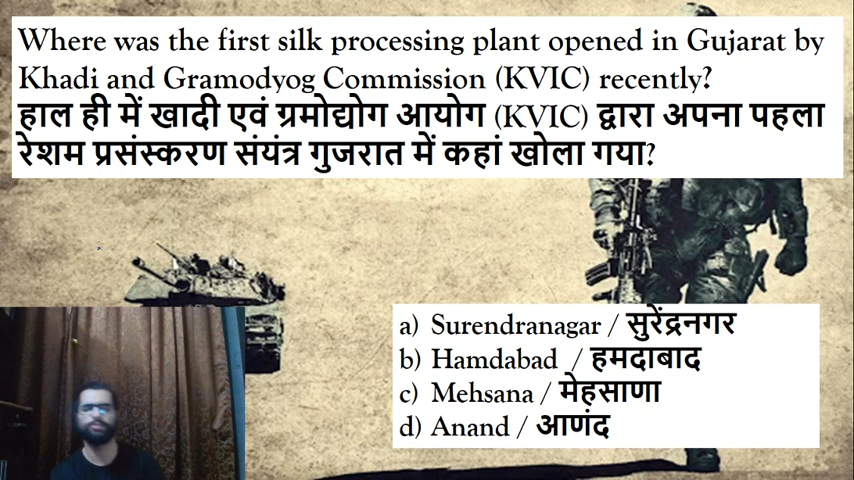 Where was the first silk processing plant opened in Gujarat by
Khadi and Gramodyog Commission (KVIC) recently?
हाल ही में खादी एवं ग्रमोद्योग आयोग (KVIC) द्वारा अपना पहला
रेशम प्रसंस्करण संयंत्र गुजरात में कहां खोला गया?
a) Surendranagar / सुरेंद्रनगर
b) Hamdabad / हमदाबाद
c) Mehsana / मेहसाणा
d) Anand / आणंद